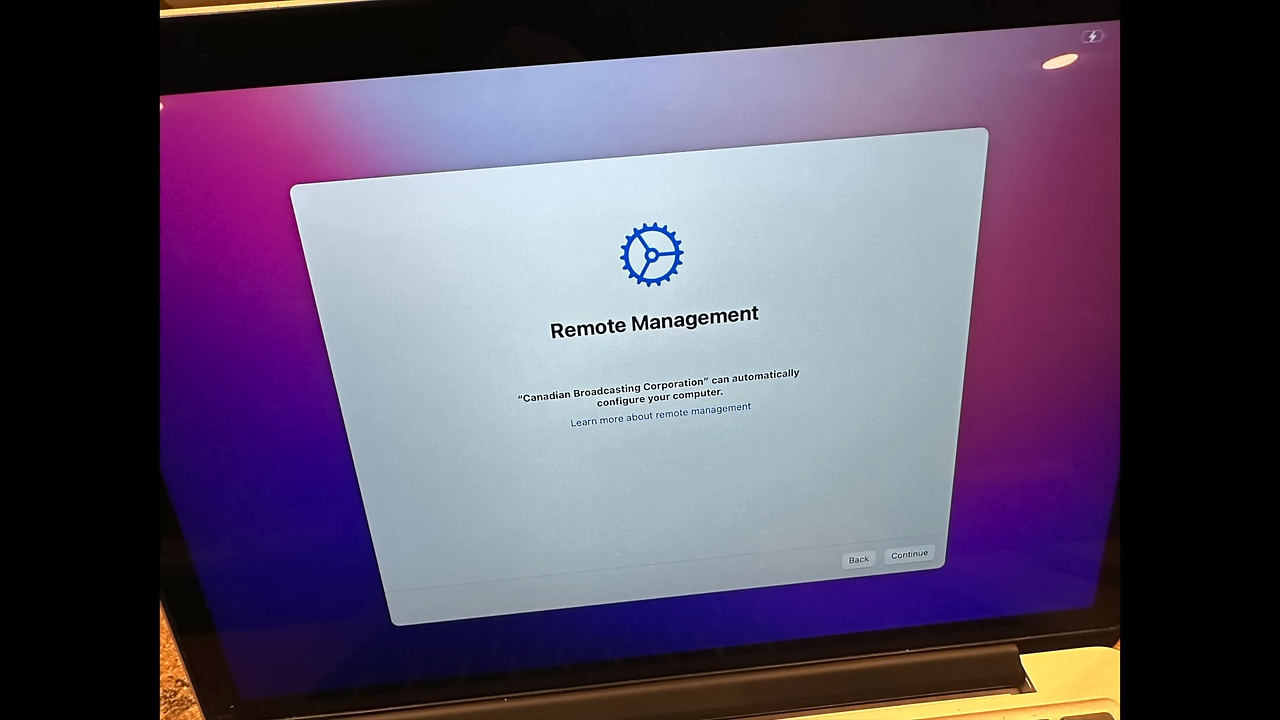 Remote Management
“Canadian Broadcasting Corporation” can automatically
configure your computer.
Learn more about remote management
Back
Continue